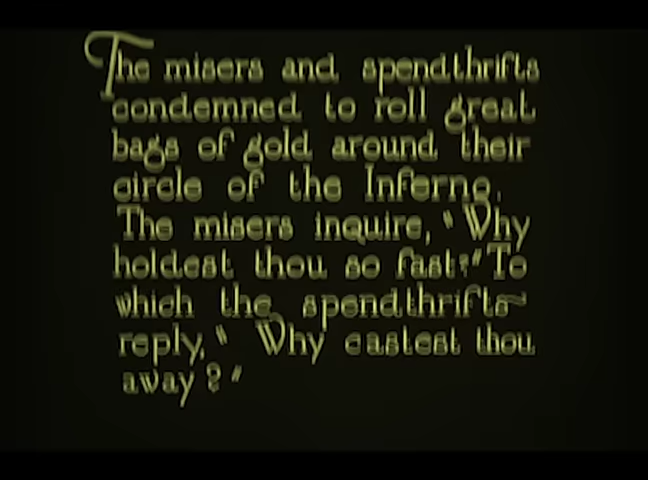 The misers and spendthrifts
condemned to roll great
bags of gold around their
circle of the Inferno.
The misers inquire, "Why
holdest thou so fast?" To
which the spendthrifts
reply, " Why castest thou
away? "